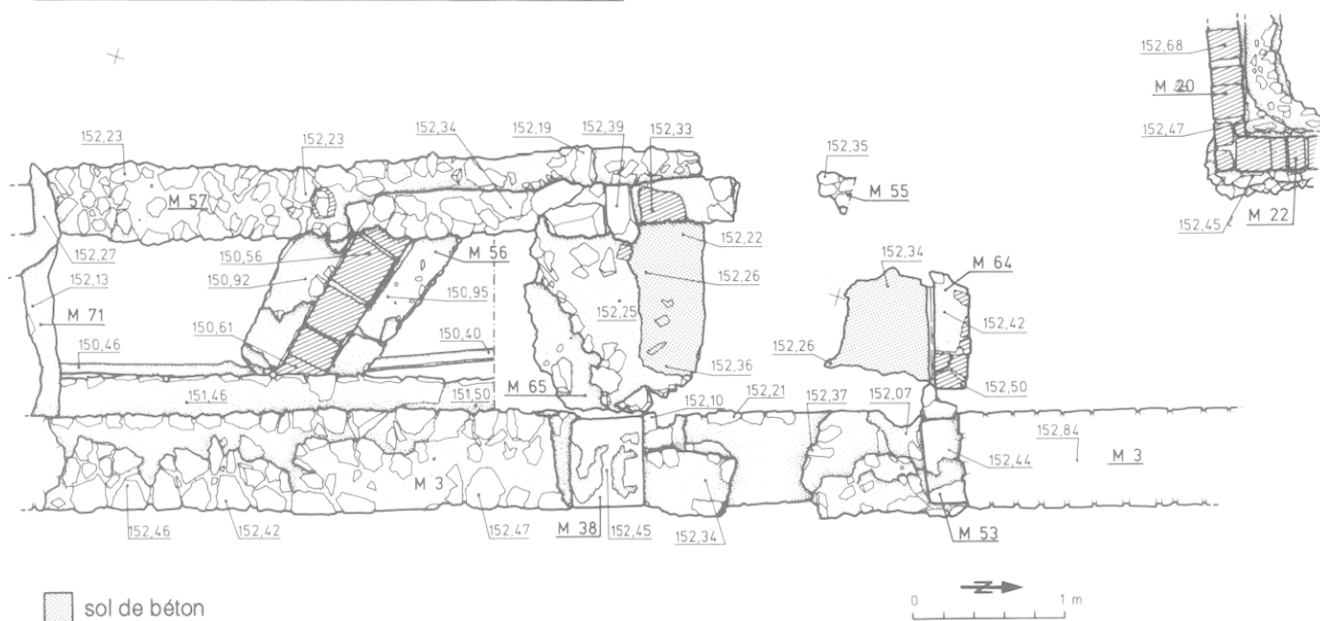 152,68
M 20
152,47
152,34 152,19 152,39 152,33
152,23 152,23
152,35
M 55
M 57
152,45 M 22
152,27
150,56 M 56 152,22
152,34 M 64
152,13
150,92 152,26
M 71
150,95 152,25 152,42
150,61 150,40
150,46 152,26 152,36
152,50
151,46 151,50 M 65 152,10 152,21 152,37 152,07
152,84
M 3 152,44 M 3
152,46 152,42 152,47 M 38 152,45 152,34 M 53
N
sol de béton
0 1 m